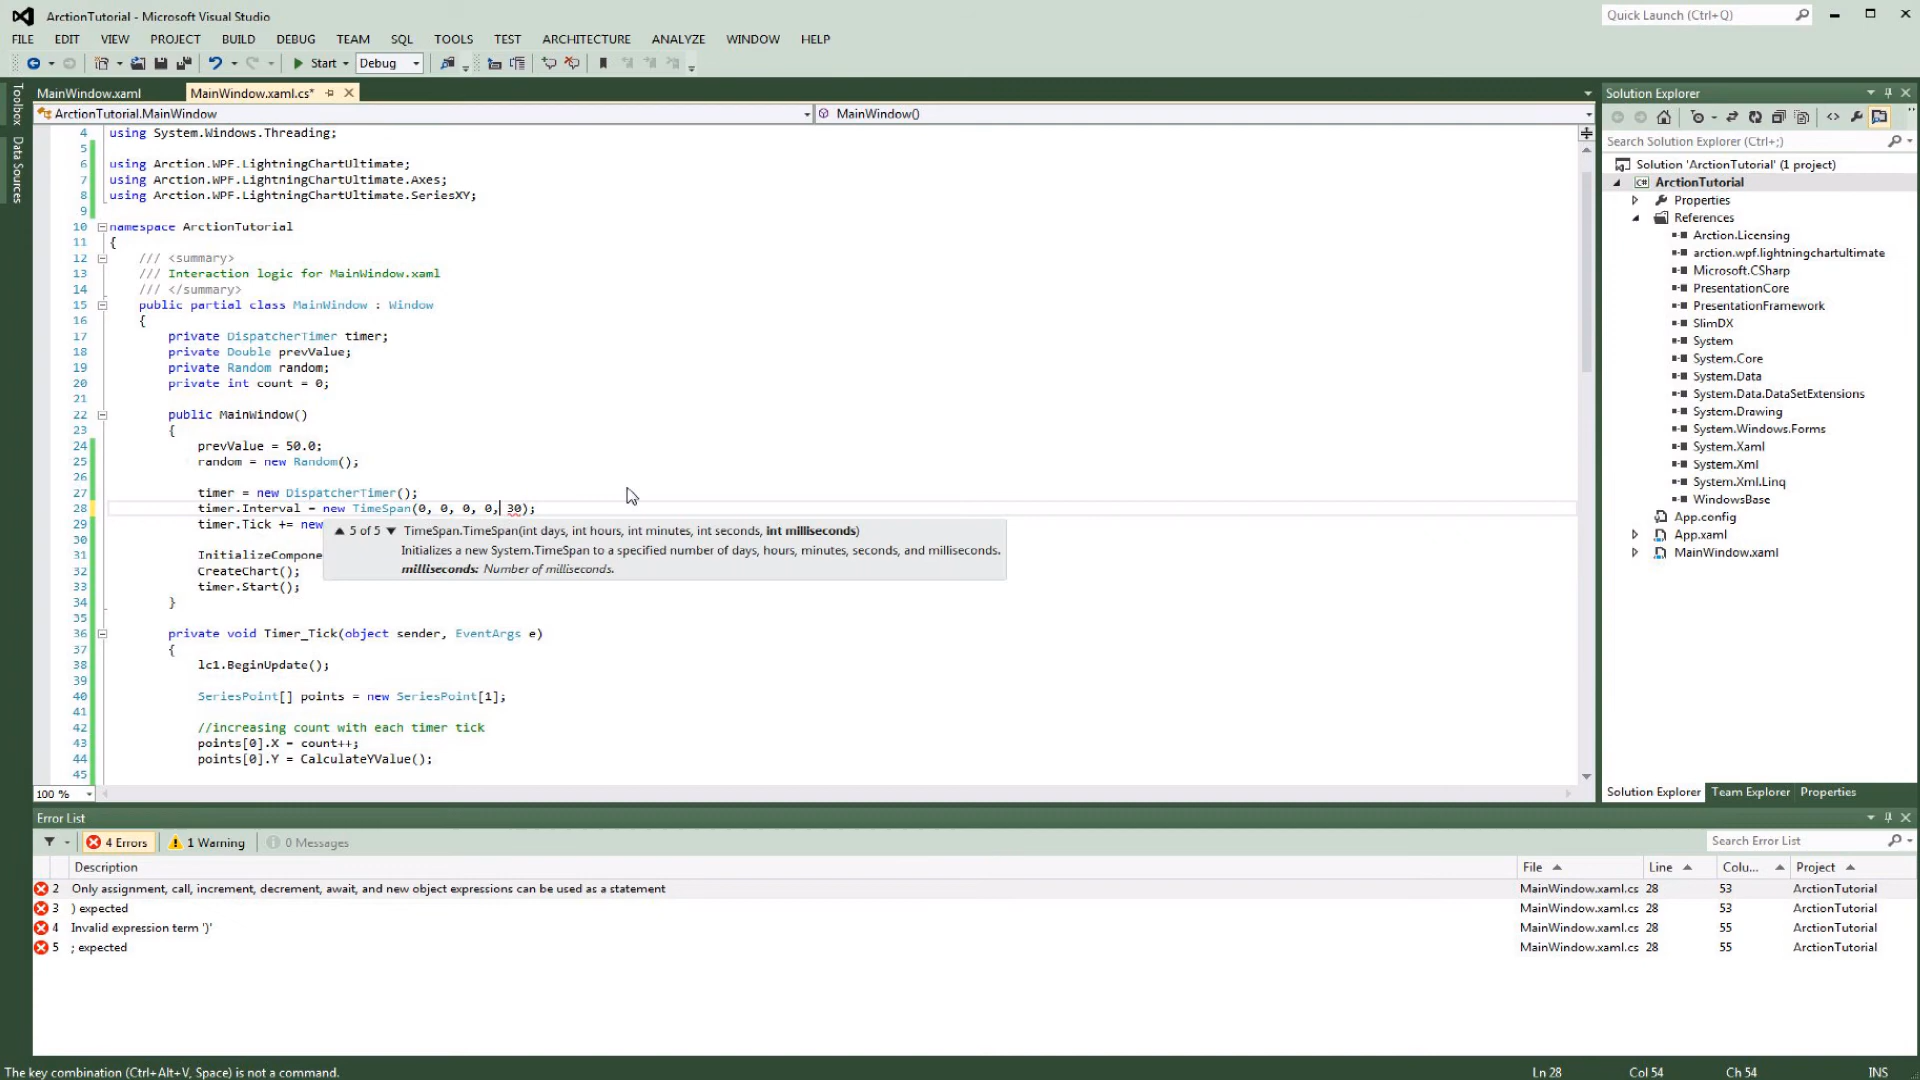 ArctionTutorial - Microsoft Visual Studio
Quick Launch (Ctrl+Q)
FILE EDIT VIEW PROJECT BUILD DEBUG TEAM SQL TOOLS TEST ARCHITECTURE ANALYZE WINDOW HELP
Start Debug
Toolbox
Data Sources
MainWindow.xaml MainWindow.xaml.cs*
ArctionTutorial.MainWindow MainWindow()
4 using System.Windows.Threading;
5
6 using Arction.WPF.LightningChartUltimate;
7 using Arction.WPF.LightningChartUltimate.Axes;
8 using Arction.WPF.LightningChartUltimate.SeriesXY;
9
10 namespace ArctionTutorial
11 {
12 /// <summary>
13 /// Interaction logic for MainWindow.xaml
14 /// </summary>
15 public partial class MainWindow : Window
16 {
17 private DispatcherTimer timer;
18 private Double prevValue;
19 private Random random;
20 private int count = 0;
21
22 public MainWindow()
23 {
24 prevValue = 50.0;
25 random = new Random();
26
27 timer = new DispatcherTimer();
28 timer.Interval = new TimeSpan(0, 0, 0, 0, 30);
29 timer.Tick += new
30
31 InitializeCompone
32 CreateChart();
33 timer.Start();
34 }
35
36 private void Timer_Tick(object sender, EventArgs e)
37 {
38 lc1.BeginUpdate();
39
40 SeriesPoint[] points = new SeriesPoint[1];
41
42 //increasing count with each timer tick
43 points[0].X = count++;
44 points[0].Y = CalculateYValue();
45
5 of 5 TimeSpan.TimeSpan(int days, int hours, int minutes, int seconds, int milliseconds)
Initializes a new System.TimeSpan to a specified number of days, hours, minutes, seconds, and milliseconds.
milliseconds: Number of milliseconds.
100 %
Solution Explorer
Search Solution Explorer (Ctrl+;)
Solution 'ArctionTutorial' (1 project)
ArctionTutorial
Properties
References
Arction.Licensing
arction.wpf.lightningchartultimate
Microsoft.CSharp
PresentationCore
PresentationFramework
SlimDX
System
System.Core
System.Data
System.Data.DataSetExtensions
System.Drawing
System.Windows.Forms
System.Xaml
System.Xml
System.Xml.Linq
WindowsBase
App.config
App.xaml
MainWindow.xaml
Solution Explorer Team Explorer Properties
Error List
4 Errors 1 Warning 0 Messages
Search Error List
Description File Line Colu... Project
2 Only assignment, call, increment, decrement, await, and new object expressions can be used as a statement MainWindow.xaml.cs 28 53 ArctionTutorial
3 ) expected MainWindow.xaml.cs 28 53 ArctionTutorial
4 Invalid expression term ')' MainWindow.xaml.cs 28 55 ArctionTutorial
5 ; expected MainWindow.xaml.cs 28 55 ArctionTutorial
The key combination (Ctrl+Alt+V, Space) is not a command.
Ln 28 Col 54 Ch 54 INS